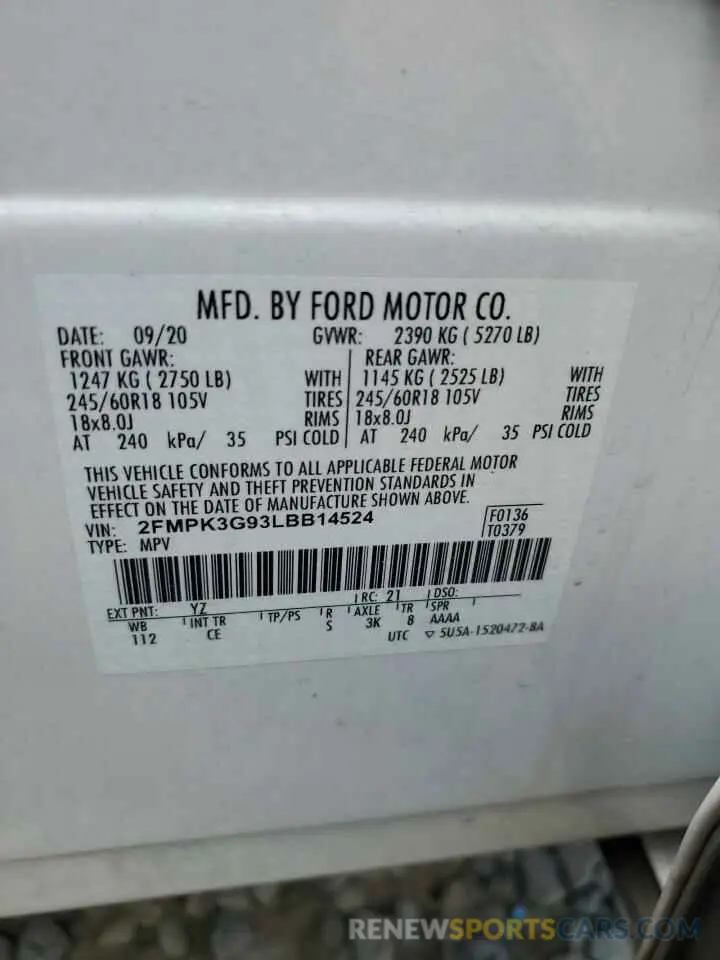 MFD. BY FORD MOTOR CO.
DATE: 09/20 GVWR: 2390 KG ( 5270 LB)
FRONT GAWR: REAR GAWR:
1247 KG ( 2750 LB) WITH 1145 KG ( 2525 LB) WITH
245/60R18 105V TIRES 245/60R18 105V TIRES
18x8.0J RIMS 18x8.0J RIMS
AT 240 kPa/ 35 PSI COLD AT 240 kPa/ 35 PSI COLD
THIS VEHICLE CONFORMS TO ALL APPLICABLE FEDERAL MOTOR
VEHICLE SAFETY AND THEFT PREVENTION STANDARDS IN
EFFECT ON THE DATE OF MANUFACTURE SHOWN ABOVE.
VIN: 2FMPK3G93LBB14524 F0136
TYPE: MPV T0379
EXT PNT: YZ RC: 21 DSO:
WB INT TR TP/PS R AXLE TR SPR
112 CE S 3K 8 AAAA
UTC ▽ 5U5A-1520472-BA
RENEWSPORTSCARS.COM